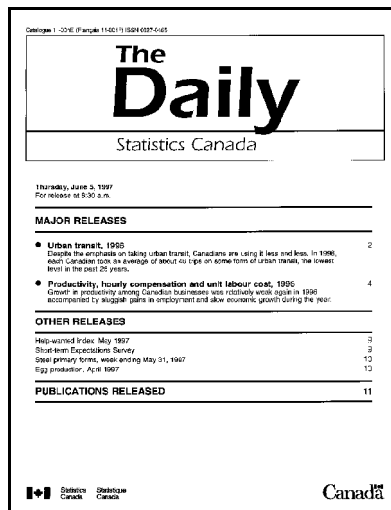 Catalogue 11-001E (Français 11-001F) ISSN 0827-0465
The
Daily
Statistics Canada
Thursday, June 5, 1997
For release at 8:30 a.m.
MAJOR RELEASES
● Urban transit, 1996 2
Despite the emphasis on taking urban transit, Canadians are using it less and less. In 1996,
each Canadian took an average of about 48 trips on some form of urban transit, the lowest
level in the past 25 years.
● Productivity, hourly compensation and unit labour cost, 1996 4
Growth in productivity among Canadian businesses was relatively weak again in 1996
accompanied by sluggish gains in employment and slow economic growth during the year.
OTHER RELEASES
Help-wanted Index, May 1997 9
Short-term Expectations Survey 9
Steel primary forms, week ending May 31, 1997 10
Egg production, April 1997 10
PUBLICATIONS RELEASED 11
Statistics Canada
Statistique Canada
Canada